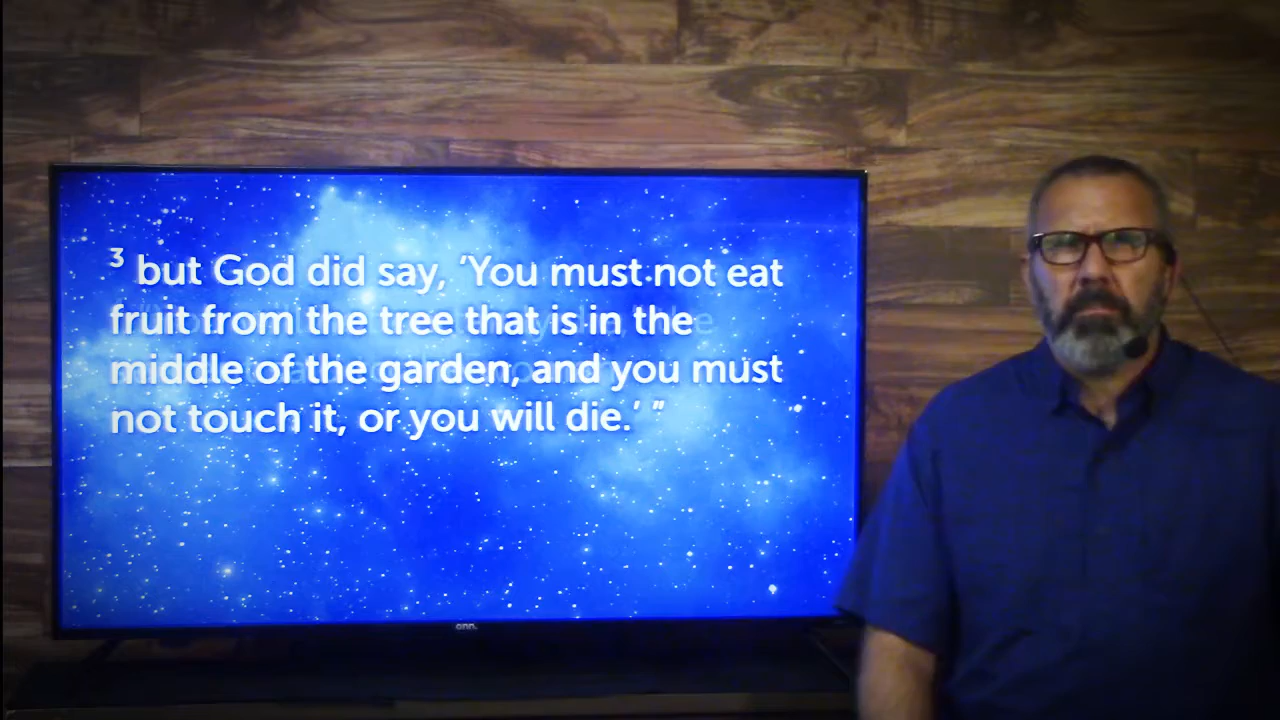 3 but God did say, ‘You must not eat
fruit from the tree that is in the
middle of the garden, and you must
not touch it, or you will die.’ ”
onn.